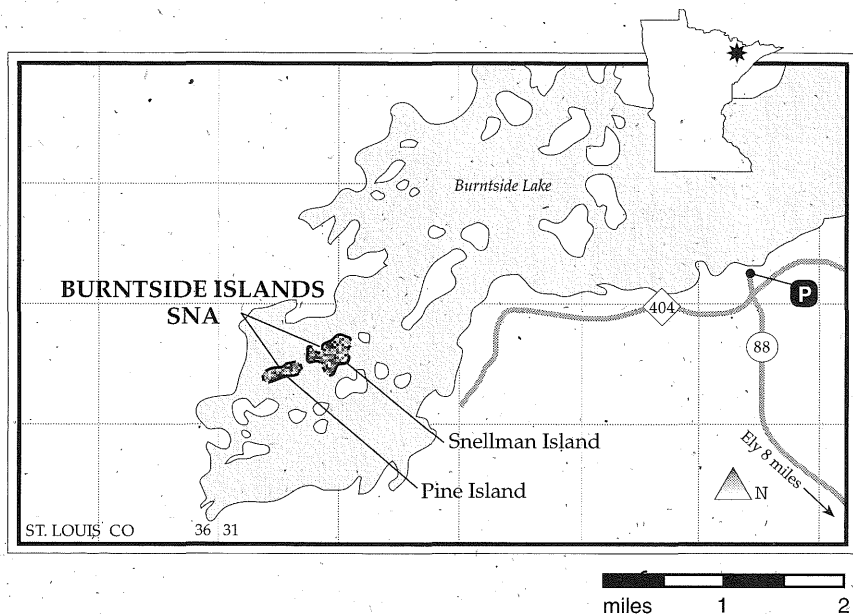 Burntside Lake
BURNTSIDE ISLANDS
SNA
P
404
88
Snellman Island
Ely 8 miles
Pine Island
N
ST. LOUIS CO
36 31
miles 1 2